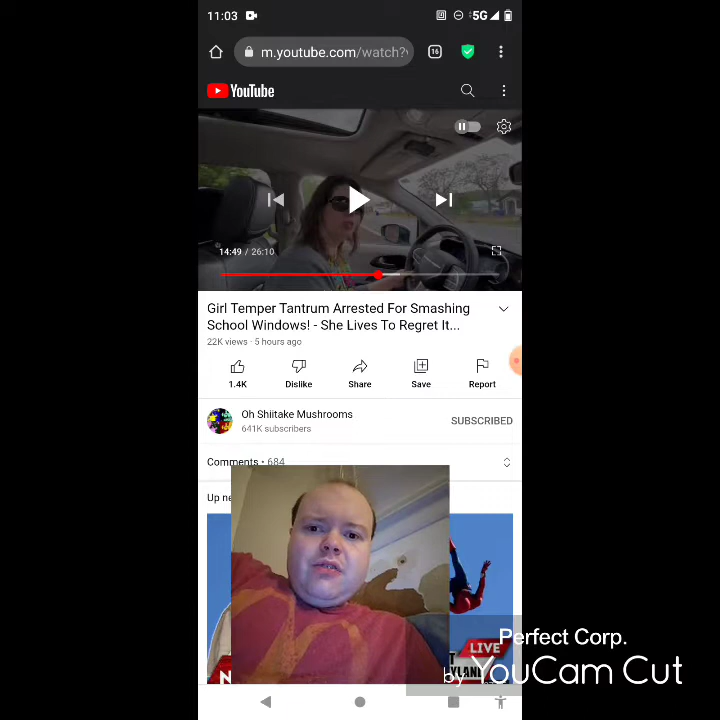 11:03
5G
m.youtube.com/watch?v
16
YouTube
14:49 / 26:10
Girl Temper Tantrum Arrested For Smashing
School Windows! - She Lives To Regret It...
22K views · 5 hours ago
1.4K Dislike Share Save Report
Oh Shiitake Mushrooms
641K subscribers
SUBSCRIBED
Comments • 684
Up
LIVE
Perfect Corp.
by YouCam Cut